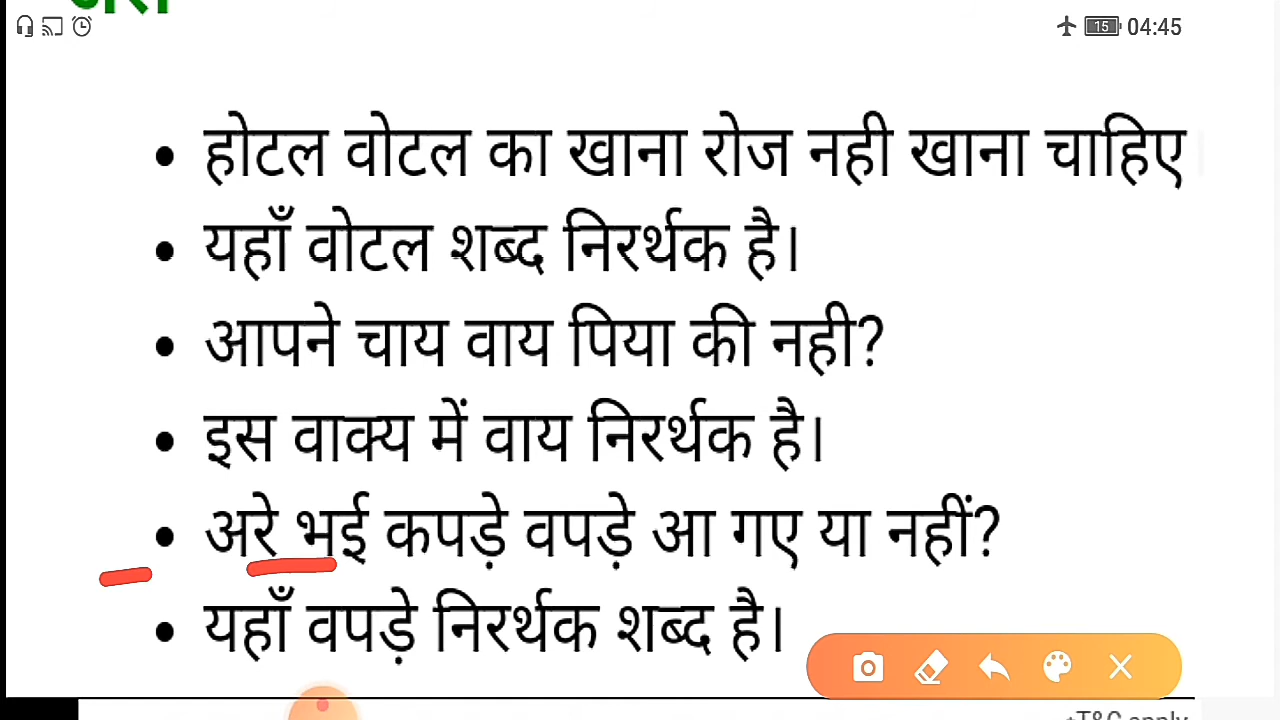 15 04:45
होटल वोटल का खाना रोज नही खाना चाहिए
यहाँ वोटल शब्द निरर्थक है।
आपने चाय वाय पिया की नही?
इस वाक्य में वाय निरर्थक है।
अरे भई कपड़े वपड़े आ गए या नहीं?
यहाँ वपड़े निरर्थक शब्द है।